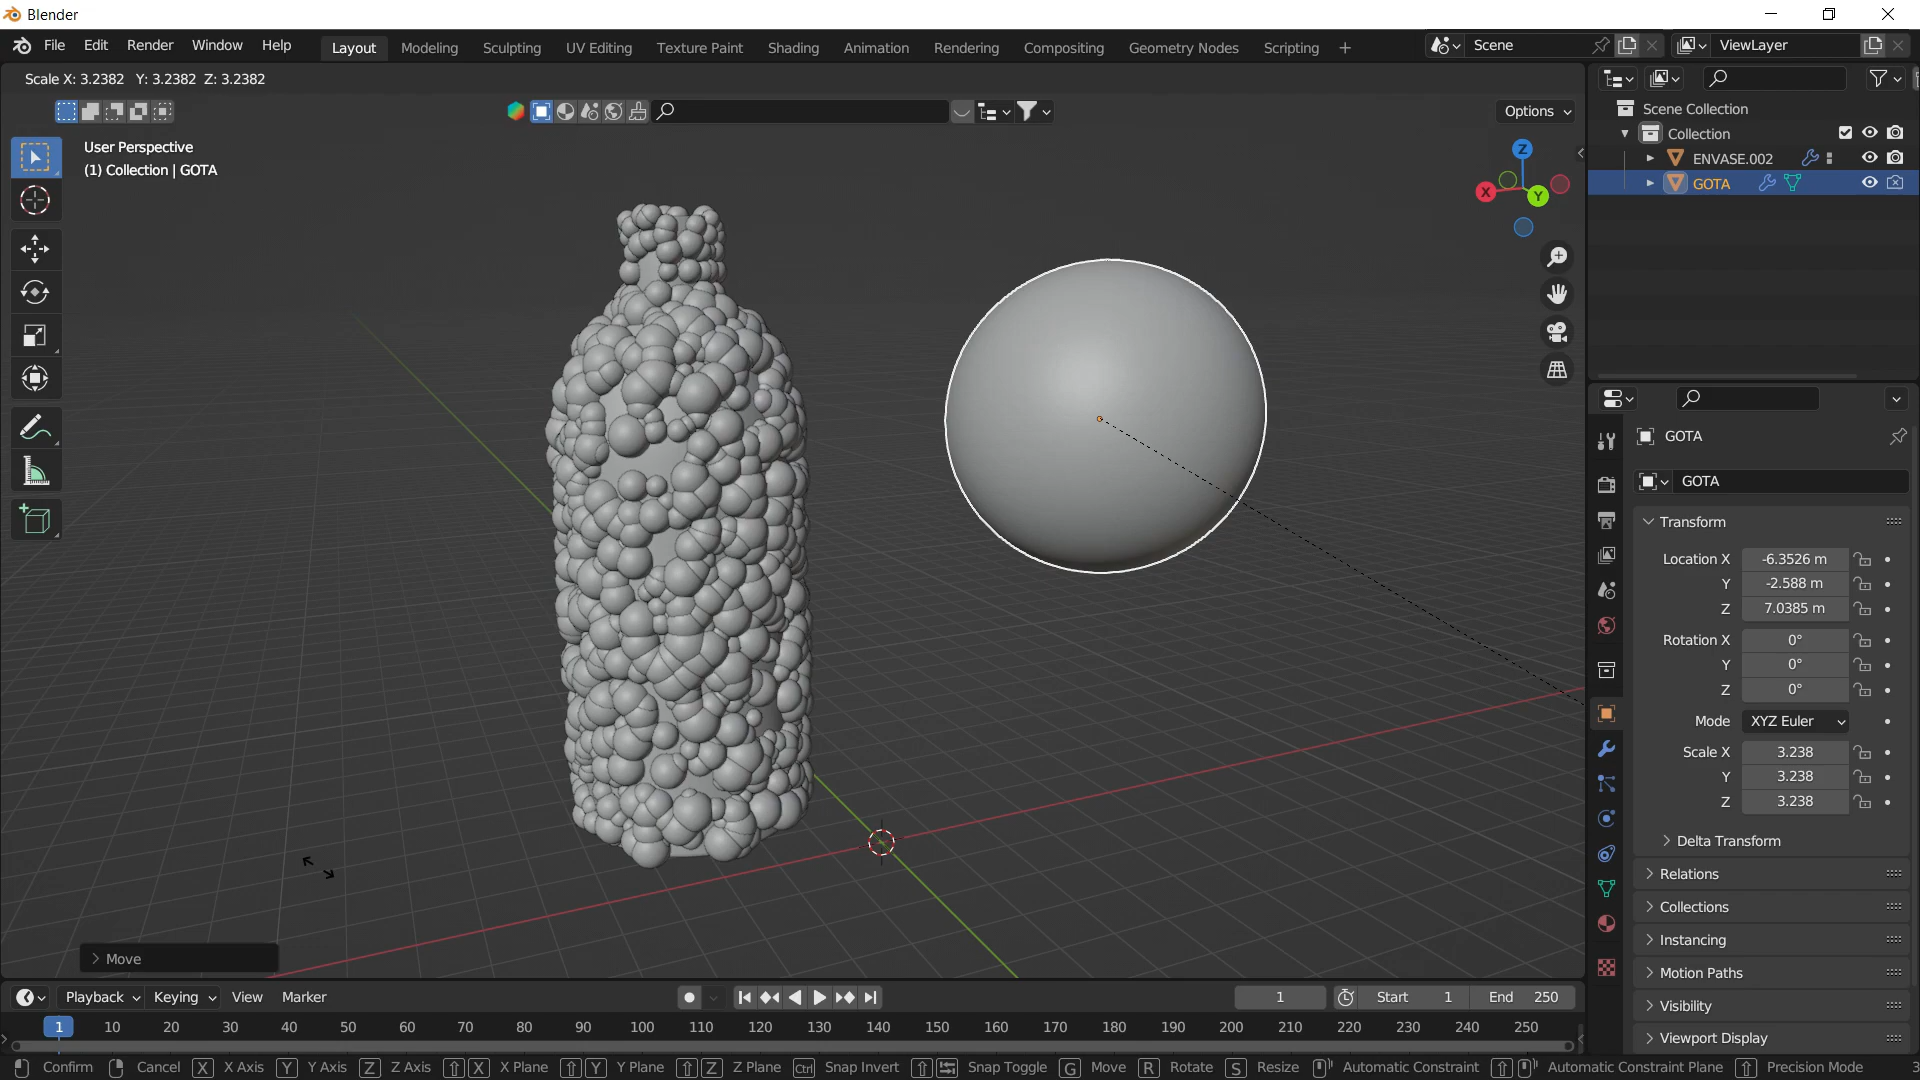 Blender
File Edit Render Window Help
Layout Modeling Sculpting UV Editing Texture Paint Shading Animation Rendering Compositing Geometry Nodes Scripting +
Scene
ViewLayer
Scale X: 3.2382 Y: 3.2382 Z: 3.2382
Options
User Perspective
(1) Collection | GOTA
Z
X
Y
Move
Scene Collection
Collection
ENVASE.002
GOTA
GOTA
GOTA
Transform
Location X -6.3526 m
Y -2.588 m
Z 7.0385 m
Rotation X 0°
Y 0°
Z 0°
Mode XYZ Euler
Scale X 3.238
Y 3.238
Z 3.238
Delta Transform
Relations
Collections
Instancing
Motion Paths
Visibility
Viewport Display
Playback Keying View Marker
1
Start 1 End 250
1 10 20 30 40 50 60 70 80 90 100 110 120 130 140 150 160 170 180 190 200 210 220 230 240 250
Confirm Cancel X X Axis Y Y Axis Z Z Axis X X Plane Y Y Plane Z Z Plane Ctrl Snap Invert Snap Toggle G Move R Rotate S Resize Automatic Constraint Automatic Constraint Plane Precision Mode